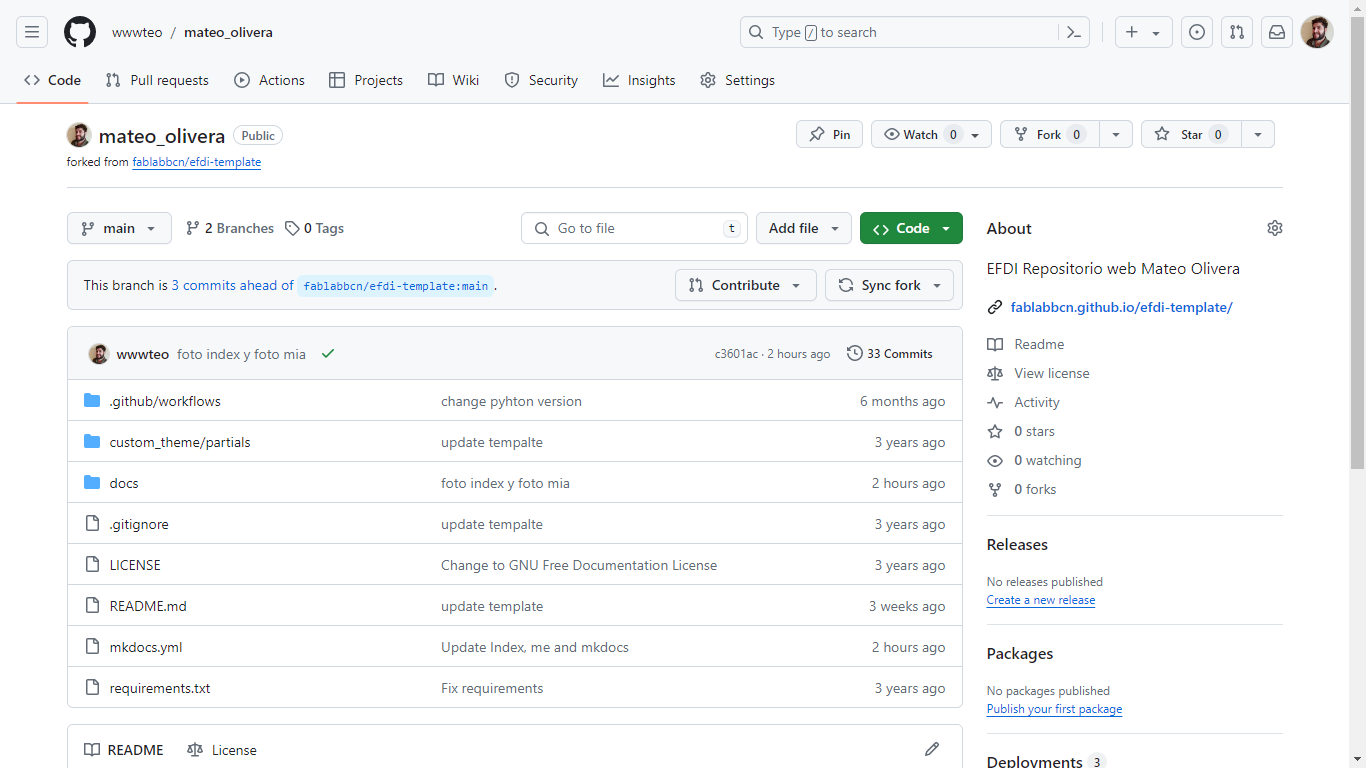 wwwteo / mateo_olivera
Type / to search
Code Pull requests Actions Projects Wiki Security Insights Settings
mateo_olivera Public
Pin Watch 0 Fork 0 Star 0
forked from fablabbcn/efdi-template
main 2 Branches 0 Tags Go to file t Add file Code
This branch is 3 commits ahead of fablabbcn/efdi-template:main . Contribute Sync fork
wwwteo foto index y foto mia c3601ac · 2 hours ago 33 Commits
.github/workflows change pyhton version 6 months ago
custom_theme/partials update tempalte 3 years ago
docs foto index y foto mia 2 hours ago
.gitignore update tempalte 3 years ago
LICENSE Change to GNU Free Documentation License 3 years ago
README.md update template 3 weeks ago
mkdocs.yml Update Index, me and mkdocs 2 hours ago
requirements.txt Fix requirements 3 years ago
README License
About
EFDI Repositorio web Mateo Olivera
fablabbcn.github.io/efdi-template/
Readme
View license
Activity
0 stars
0 watching
0 forks
Releases
No releases published
Create a new release
Packages
No packages published
Publish your first package
Deployments 3